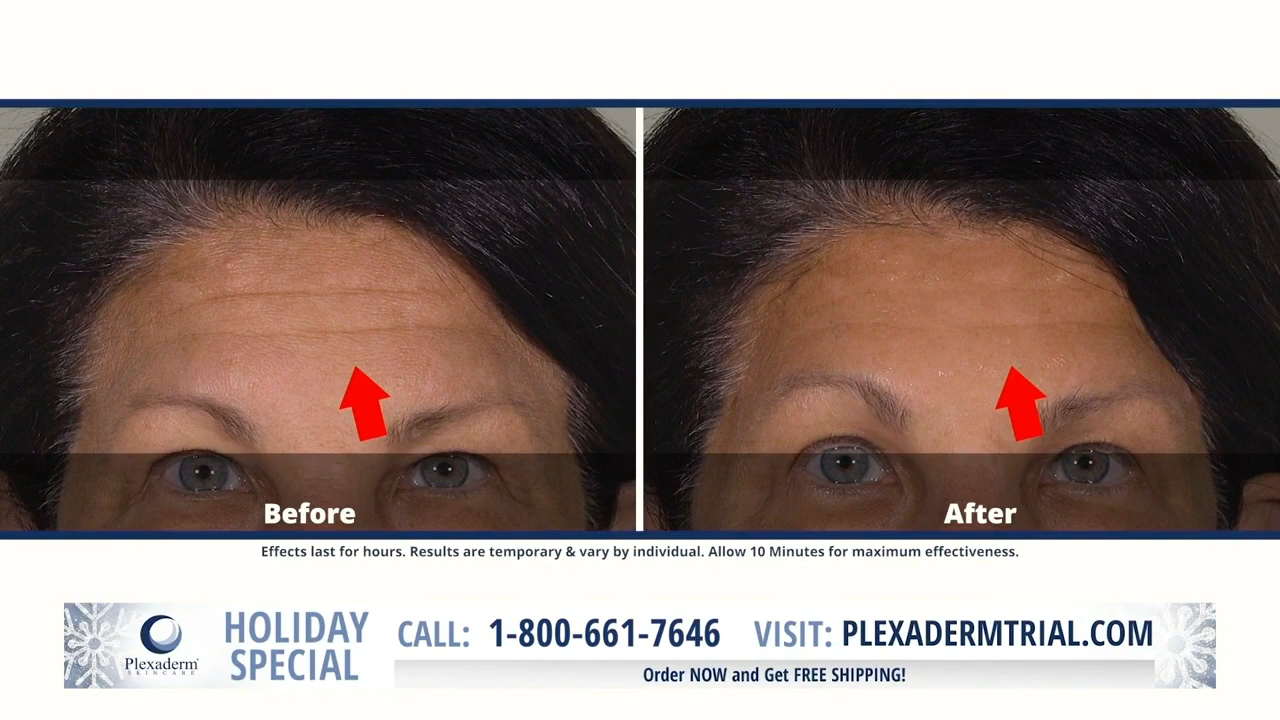 Before
After
Effects last for hours. Results are temporary & vary by individual. Allow 10 Minutes for maximum effectiveness.
Plexaderm®
SKINCARE
HOLIDAY
SPECIAL
CALL: 1-800-661-7646 VISIT: PLEXADERMTRIAL.COM
Order NOW and Get FREE SHIPPING!